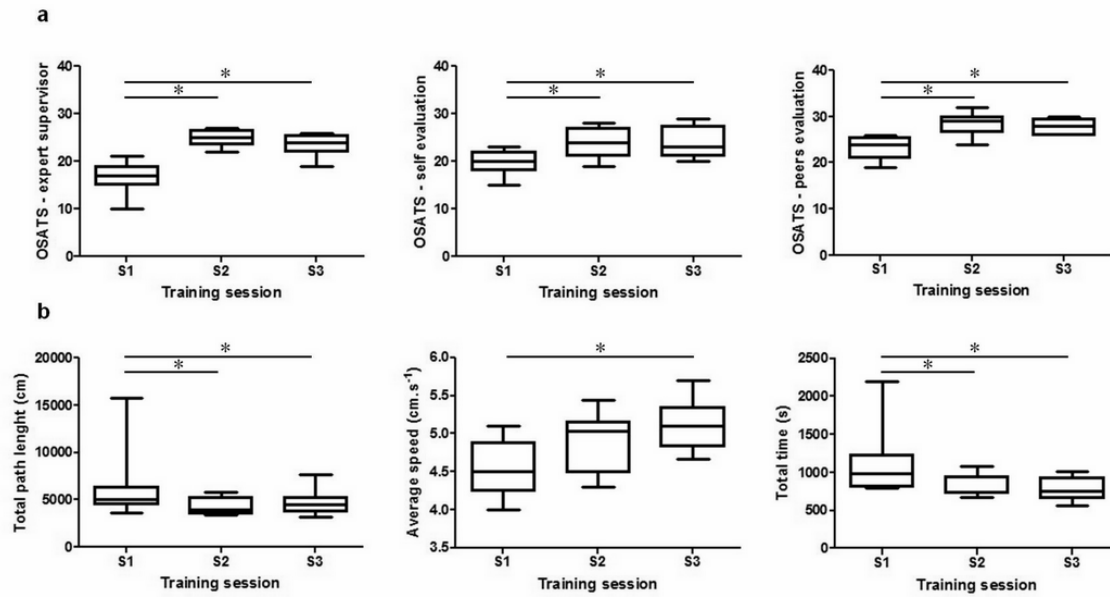 a
OSATS - expert supervisor
40
30
20
10
0
*
*
S1 S2 S3
Training session
OSATS - self evaluation
40
30
20
10
0
*
*
S1 S2 S3
Training session
OSATS - peers evaluation
40
30
20
10
0
*
*
S1 S2 S3
Training session
b
Total path lenght (cm)
20000
15000
10000
5000
0
*
*
S1 S2 S3
Training session
Average speed (cm.s⁻¹)
6.0
5.5
5.0
4.5
4.0
3.5
*
S1 S2 S3
Training session
Total time (s)
2500
2000
1500
1000
500
0
*
*
S1 S2 S3
Training session